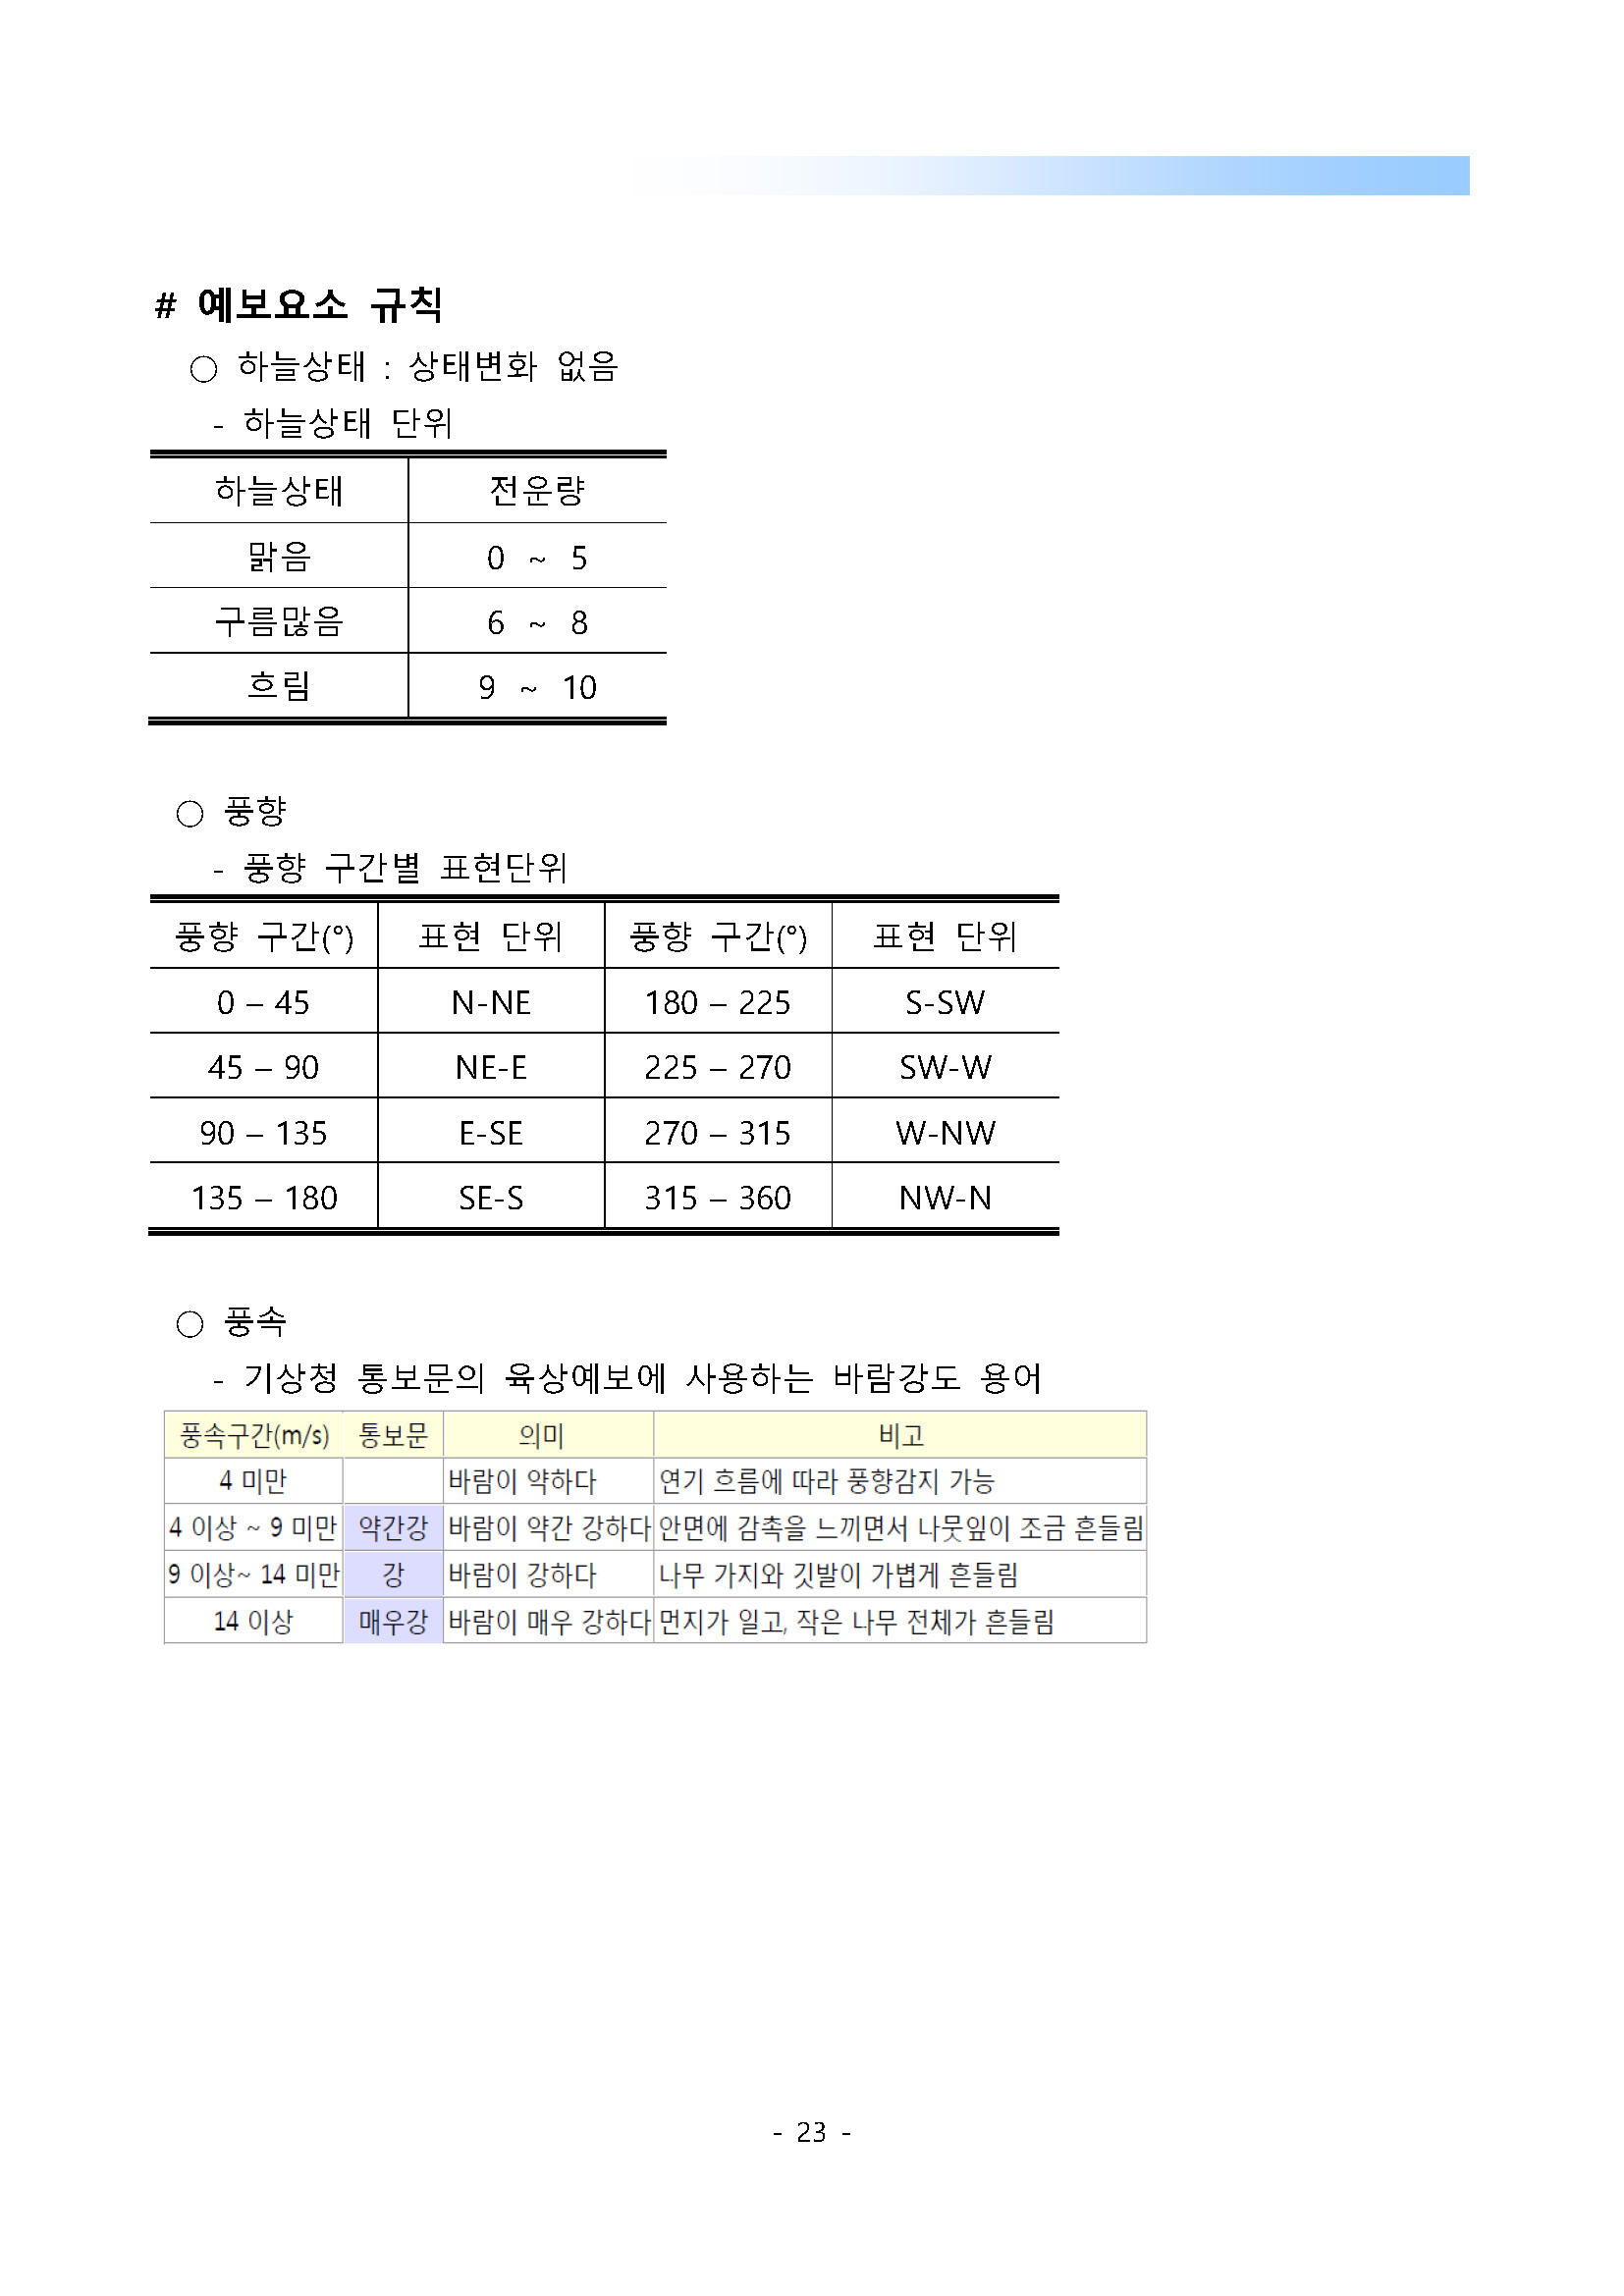 # 예보요소 규칙
○ 하늘상태 : 상태변화 없음
- 하늘상태 단위
하늘상태 전운량
맑음 0 ~ 5
구름많음 6 ~ 8
흐림 9 ~ 10
○ 풍향
- 풍향 구간별 표현단위
풍향 구간(°) 표현 단위 풍향 구간(°) 표현 단위
0 – 45 N-NE 180 – 225 S-SW
45 – 90 NE-E 225 – 270 SW-W
90 – 135 E-SE 270 – 315 W-NW
135 – 180 SE-S 315 – 360 NW-N
○ 풍속
- 기상청 통보문의 육상예보에 사용하는 바람강도 용어
풍속구간(m/s) 통보문 의미 비고
4 미만 바람이 약하다 연기 흐름에 따라 풍향감지 가능
4 이상 ~ 9 미만 약간강 바람이 약간 강하다 안면에 감촉을 느끼면서 나뭇잎이 조금 흔들림
9 이상~ 14 미만 강 바람이 강하다 나무 가지와 깃발이 가볍게 흔들림
14 이상 매우강 바람이 매우 강하다 먼지가 일고, 작은 나무 전체가 흔들림
- 23 -